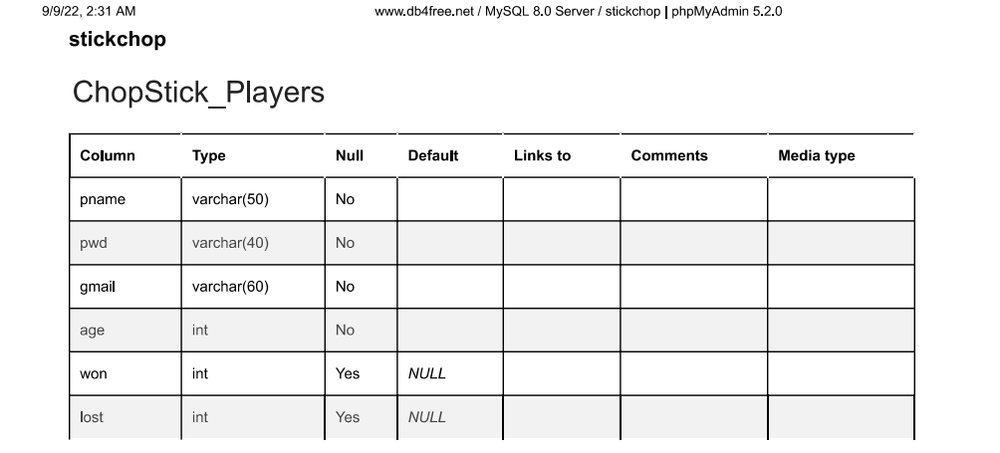 9/9/22, 2:31 AM www.db4free.net / MySQL 8.0 Server / stickchop | phpMyAdmin 5.2.0
stickchop
ChopStick_Players
Column Type Null Default Links to Comments Media type
pname varchar(50) No
pwd varchar(40) No
gmail varchar(60) No
age int No
won int Yes NULL
lost int Yes NULL